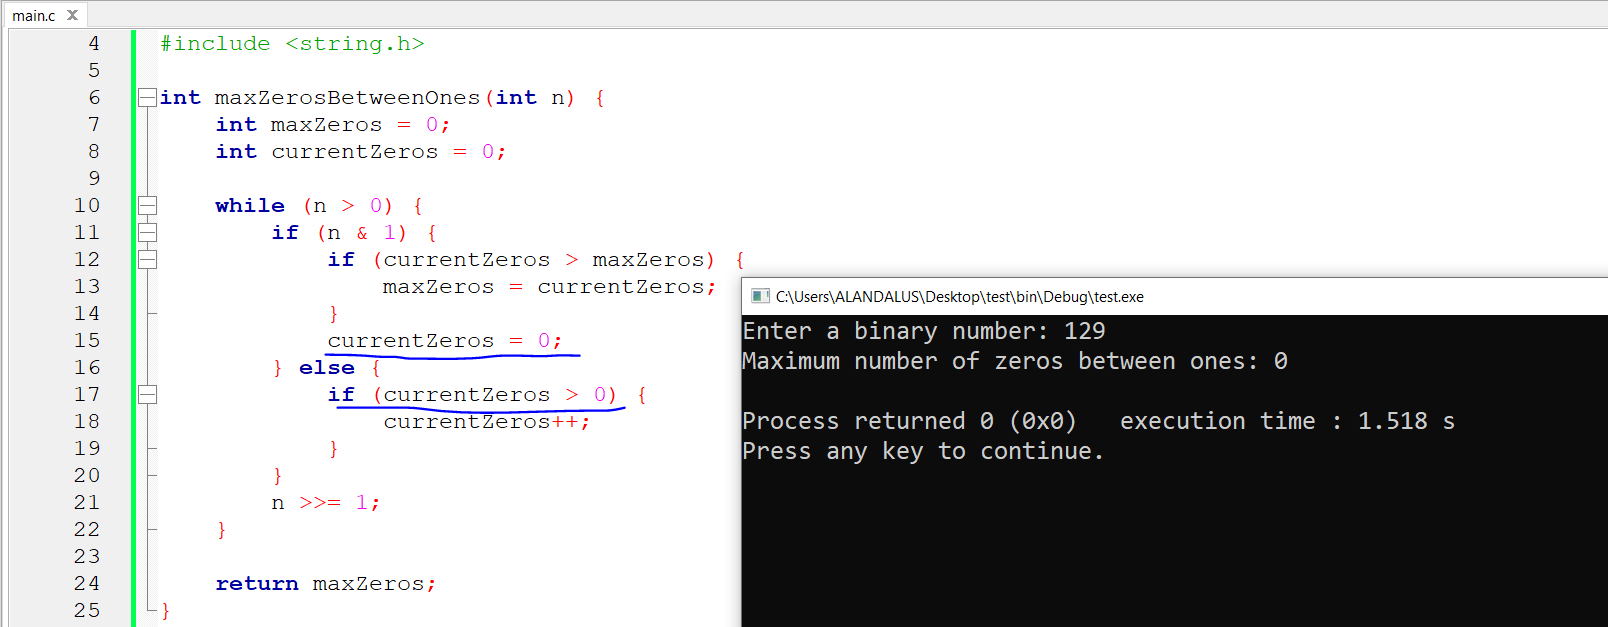 main.c X
4 #include <string.h>
5
6 int maxZerosBetweenOnes(int n) {
7 int maxZeros = 0;
8 int currentZeros = 0;
9
10 while (n > 0) {
11 if (n & 1) {
12 if (currentZeros > maxZeros) {
13 maxZeros = currentZeros;
14 }
15 currentZeros = 0;
16 } else {
17 if (currentZeros > 0) {
18 currentZeros++;
19 }
20 }
21 n >>= 1;
22 }
23
24 return maxZeros;
25 }
C:\Users\ALANDALUS\Desktop\test\bin\Debug\test.exe
Enter a binary number: 129
Maximum number of zeros between ones: 0
Process returned 0 (0x0) execution time : 1.518 s
Press any key to continue.